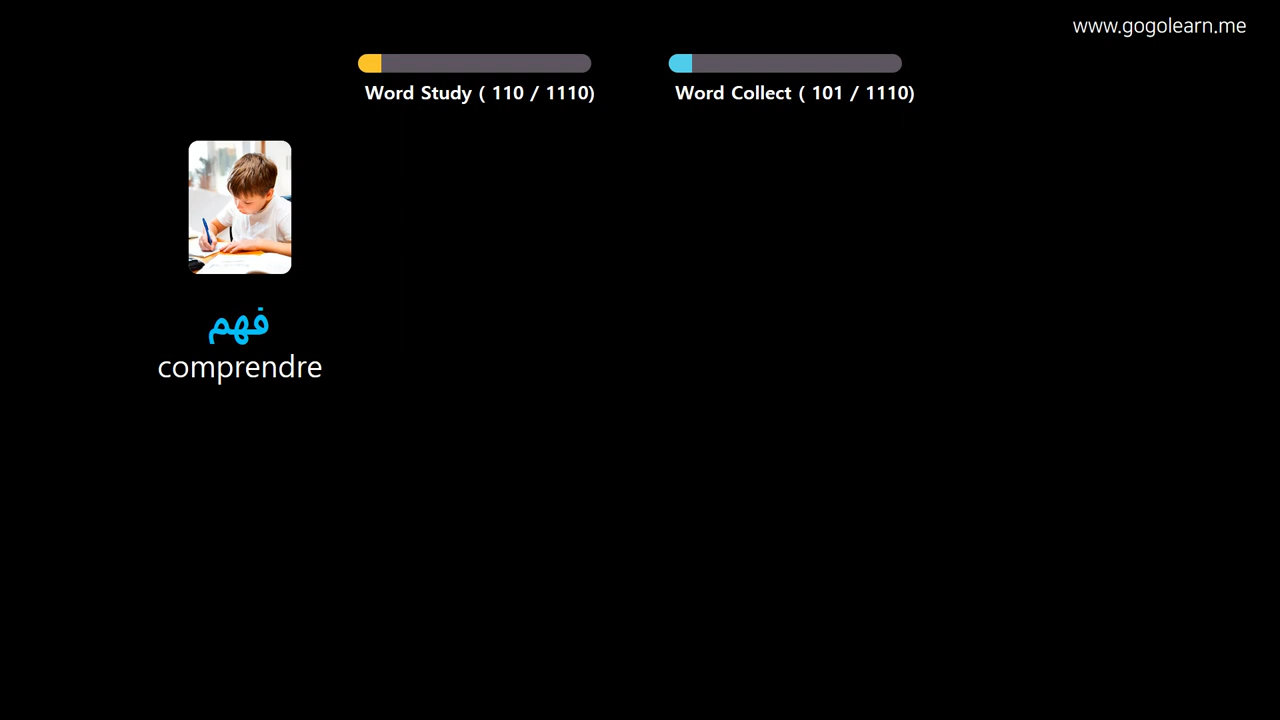 www.gogolearn.me
Word Study ( 110 / 1110)
Word Collect ( 101 / 1110)
فهم
comprendre